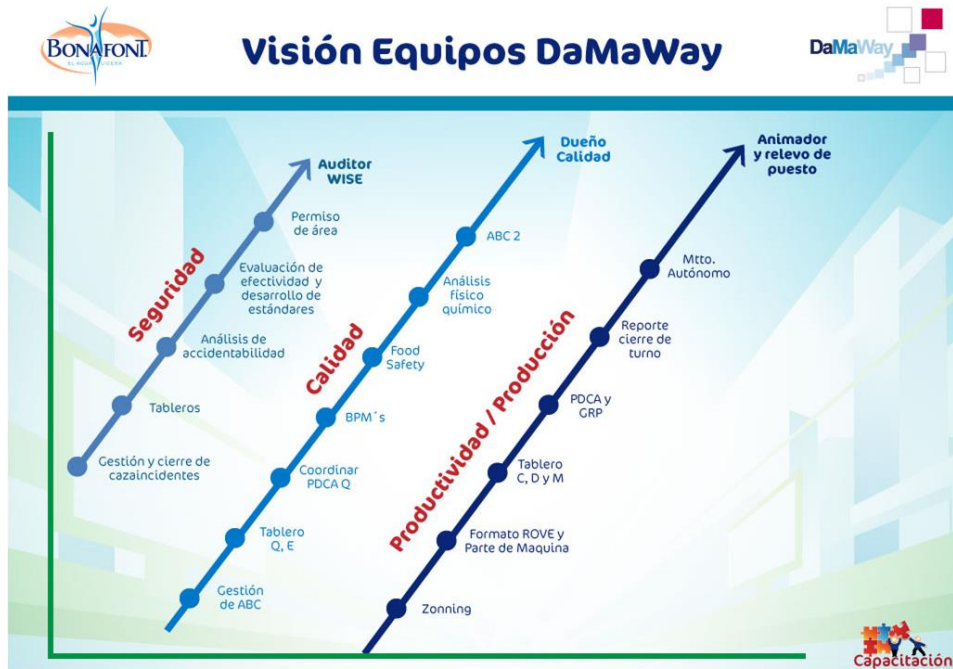 BONAFONT
EL AGUA LIGERA
Visión Equipos DaMaWay
DaMaWay
Seguridad
Auditor
WISE
Permiso
de área
Evaluación de
efectividad y
desarrollo de
estándares
Análisis de
accidentabilidad
Tableros
Gestión y cierre de
cazaincidentes
Calidad
Dueño
Calidad
ABC 2
Análisis
físico
químico
Food
Safety
BPM´s
Coordinar
PDCA Q
Tablero
Q, E
Gestión
de ABC
Productividad / Producción
Animador
y relevo de
puesto
Mtto.
Autónomo
Reporte
cierre de
turno
PDCA y
GRP
Tablero
C, D y M
Formato ROVE y
Parte de Maquina
Zonning
Capacitación